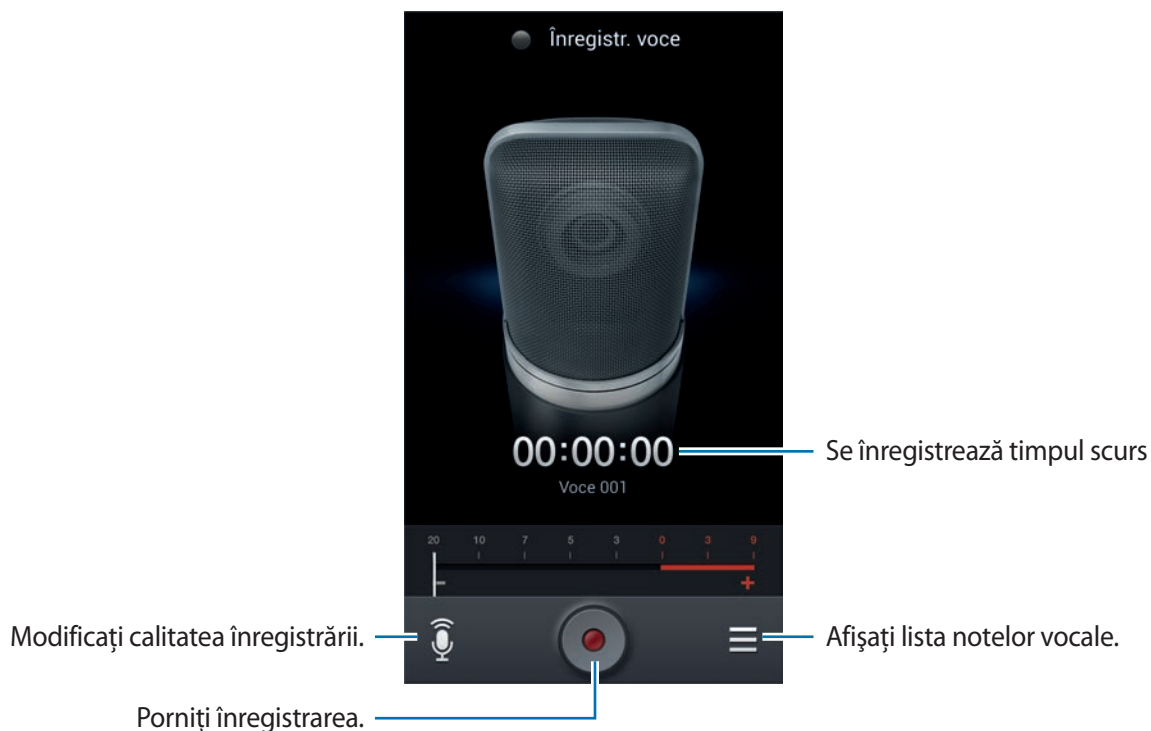 Înregistr. voce
00:00:00
Se înregistrează timpul scurs
Voce 001
20 10 7 5 3 0 3 9
− +
Modificați calitatea înregistrării.
Afişați lista notelor vocale.
Porniți înregistrarea.